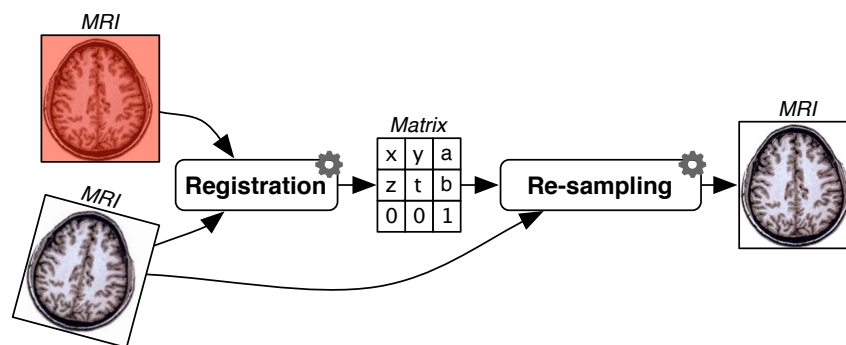 MRI
MRI
Registration
Matrix
x y a
z t b
0 0 1
Re-sampling
MRI